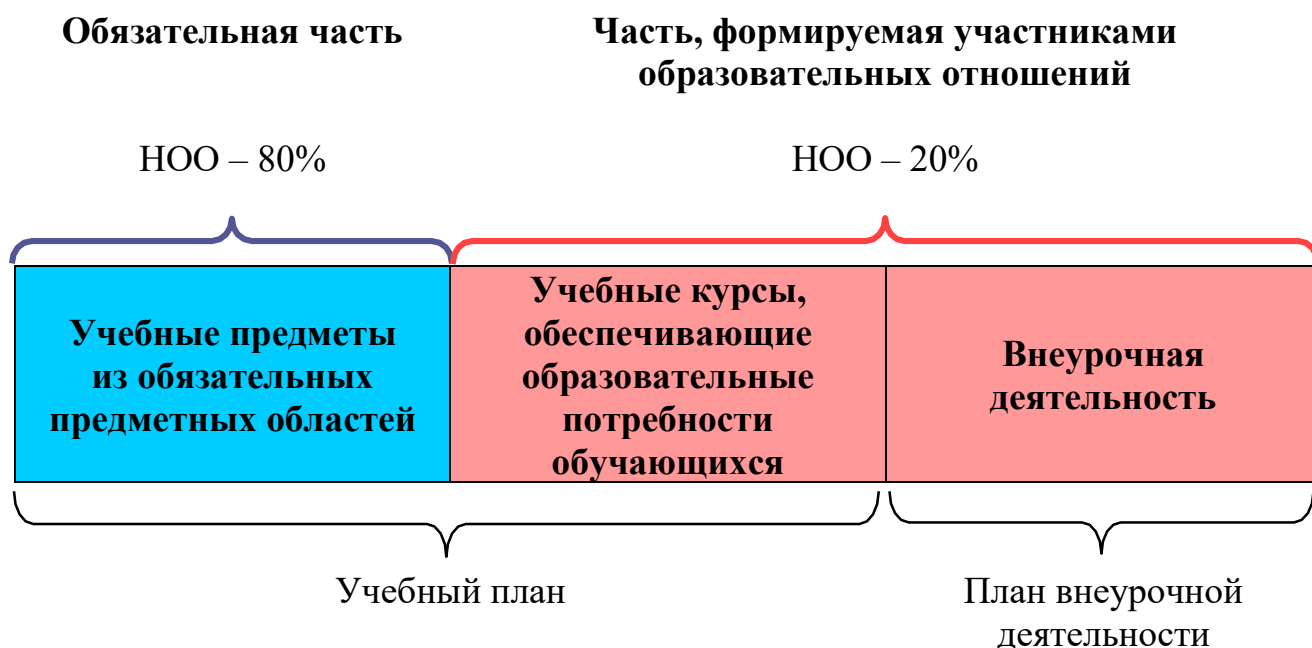 Обязательная часть
Часть, формируемая участниками
образовательных отношений
НОО – 80%
НОО – 20%
Учебные предметы
из обязательных
предметных областей
Учебные курсы,
обеспечивающие
образовательные
потребности
обучающихся
Внеурочная
деятельность
Учебный план
План внеурочной
деятельности